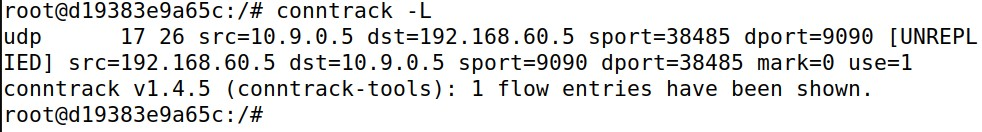 root@d19383e9a65c:/# conntrack -L
udp      17 26 src=10.9.0.5 dst=192.168.60.5 sport=38485 dport=9090 [UNREPL
IED] src=192.168.60.5 dst=10.9.0.5 sport=9090 dport=38485 mark=0 use=1
conntrack v1.4.5 (conntrack-tools): 1 flow entries have been shown.
root@d19383e9a65c:/#